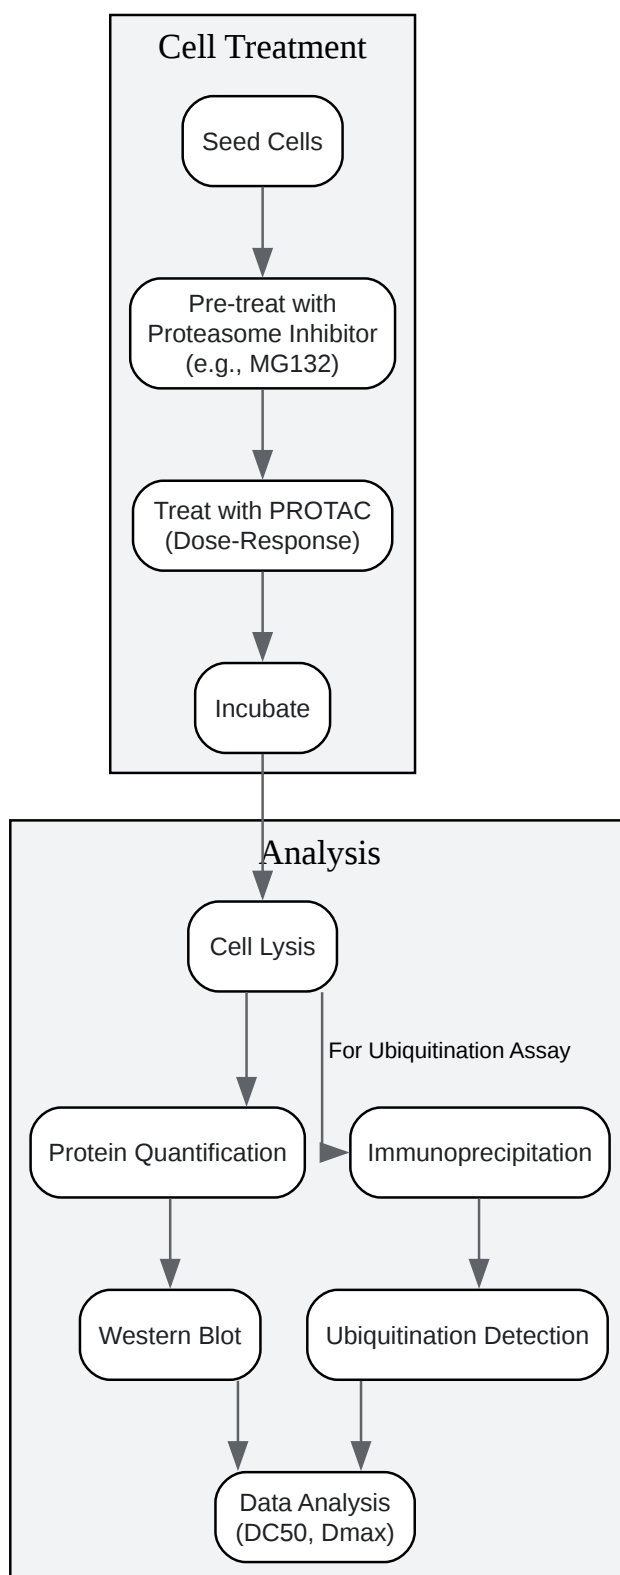 Cell Treatment
Seed Cells
Pre-treat with
Proteasome Inhibitor
(e.g., MG132)
Treat with PROTAC
(Dose-Response)
Incubate
Analysis
Cell Lysis
For Ubiquitination Assay
Protein Quantification
Immunoprecipitation
Western Blot
Ubiquitination Detection
Data Analysis
(DC50, Dmax)